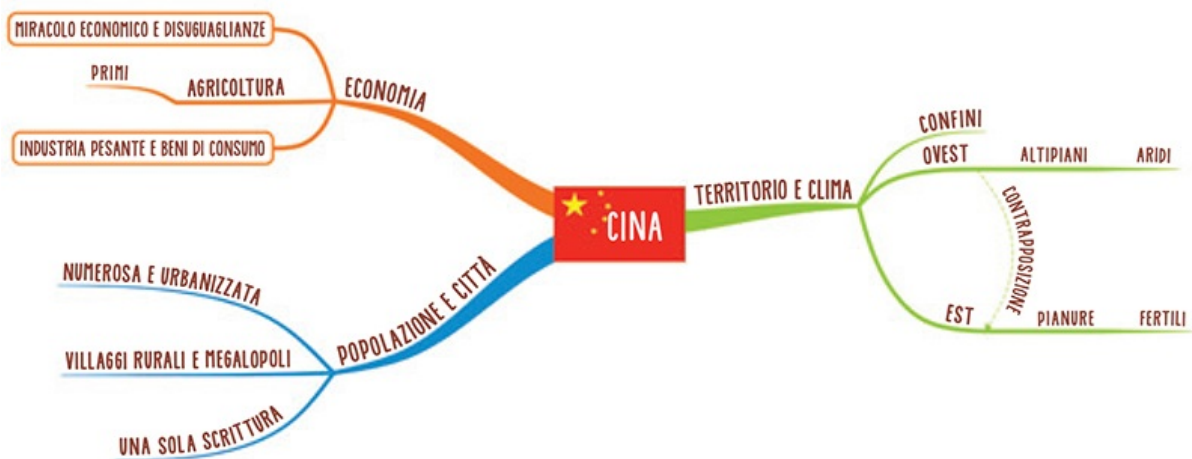 MIRACOLO ECONOMICO E DISUGUAGLIANZE
PRIMI
AGRICOLTURA
ECONOMIA
INDUSTRIA PESANTE E BENI DI CONSUMO
CINA
TERRITORIO E CLIMA
CONFINI
OVEST
ALTIPIANI
ARIDI
CONTRAPPOSIZIONE
EST
PIANURE
FERTILI
POPOLAZIONE E CITTÀ
NUMEROSA E URBANIZZATA
VILLAGGI RURALI E MEGALOPOLI
UNA SOLA SCRITTURA